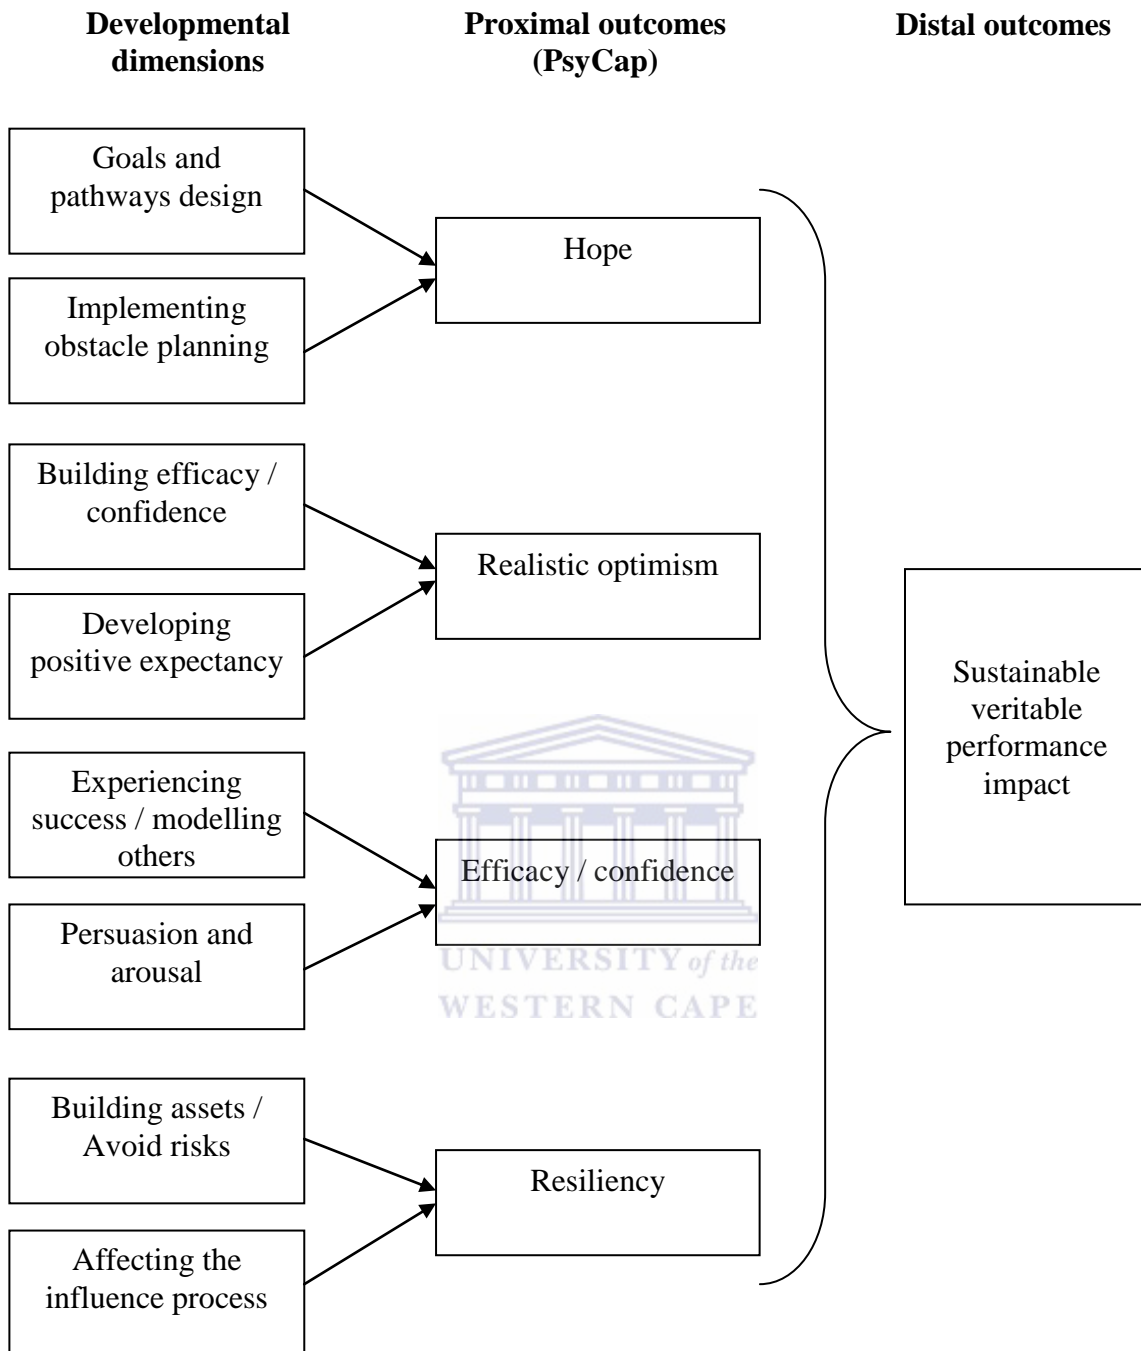 Developmental
dimensions
Proximal outcomes
(PsyCap)
Distal outcomes
Goals and
pathways design
Implementing
obstacle planning
Hope
Building efficacy /
confidence
Developing
positive expectancy
Realistic optimism
Experiencing
success / modelling
others
Persuasion and
arousal
Efficacy / confidence
UNIVERSITY of the
WESTERN CAPE
Building assets /
Avoid risks
Affecting the
influence process
Resiliency
Sustainable
veritable
performance
impact